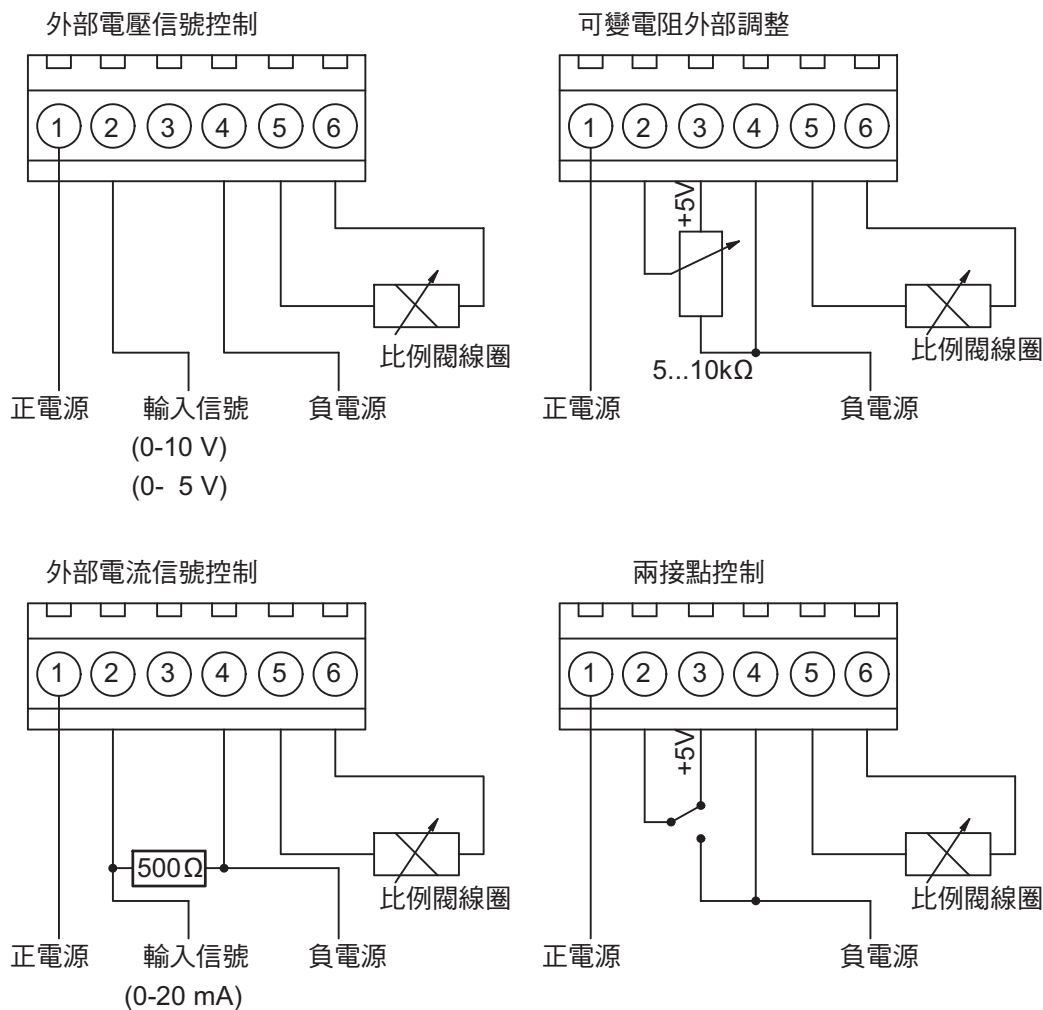 外部電壓信號控制
1 2 3 4 5 6
比例閥線圈
正電源 輸入信號 負電源
(0-10 V)
(0- 5 V)
可變電阻外部調整
1 2 3 4 5 6
+5V
5...10kΩ
比例閥線圈
正電源 負電源
外部電流信號控制
1 2 3 4 5 6
500Ω
比例閥線圈
正電源 輸入信號 負電源
(0-20 mA)
兩接點控制
1 2 3 4 5 6
+5V
比例閥線圈
正電源 負電源